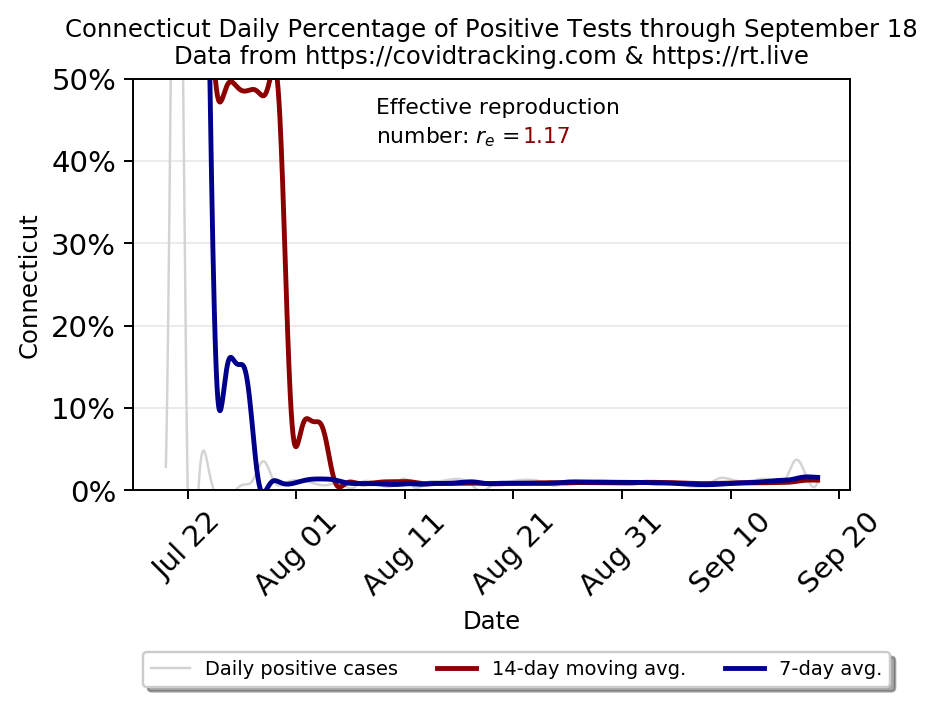 Connecticut Daily Percentage of Positive Tests through September 18
Data from https://covidtracking.com & https://rt.live
50%
40%
30%
20%
10%
0%
Connecticut
Effective reproduction
number: rₑ =1.17
Jul 22
Aug 01
Aug 11
Aug 21
Aug 31
Sep 10
Sep 20
Date
Daily positive cases
14-day moving avg.
7-day avg.